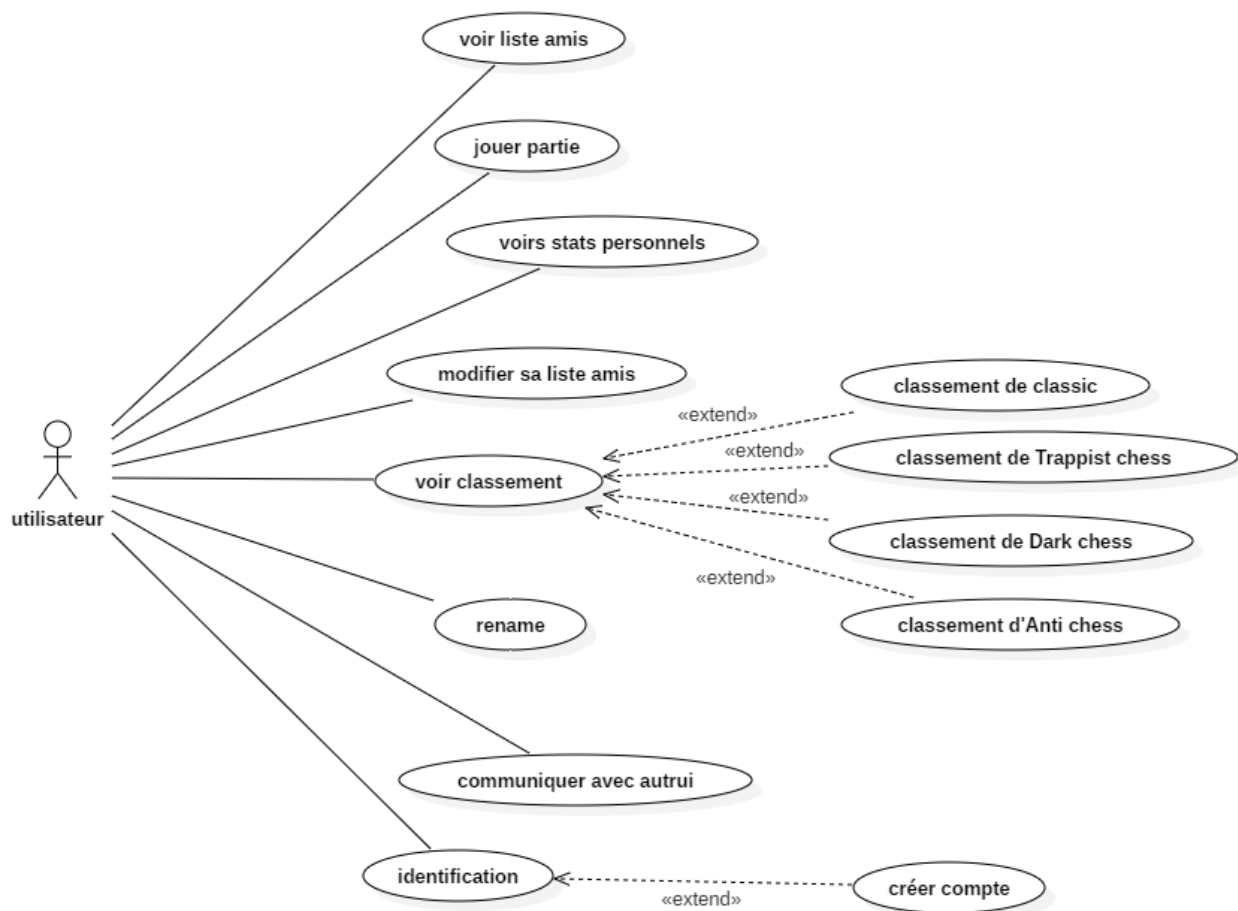 voir liste amis
jouer partie
voirs stats personnels
modifier sa liste amis
classement de classic
«extend»
«extend»
classement de Trappist chess
voir classement
«extend»
utilisateur
classement de Dark chess
«extend»
rename
classement d'Anti chess
communiquer avec autrui
identification
créer compte
«extend»